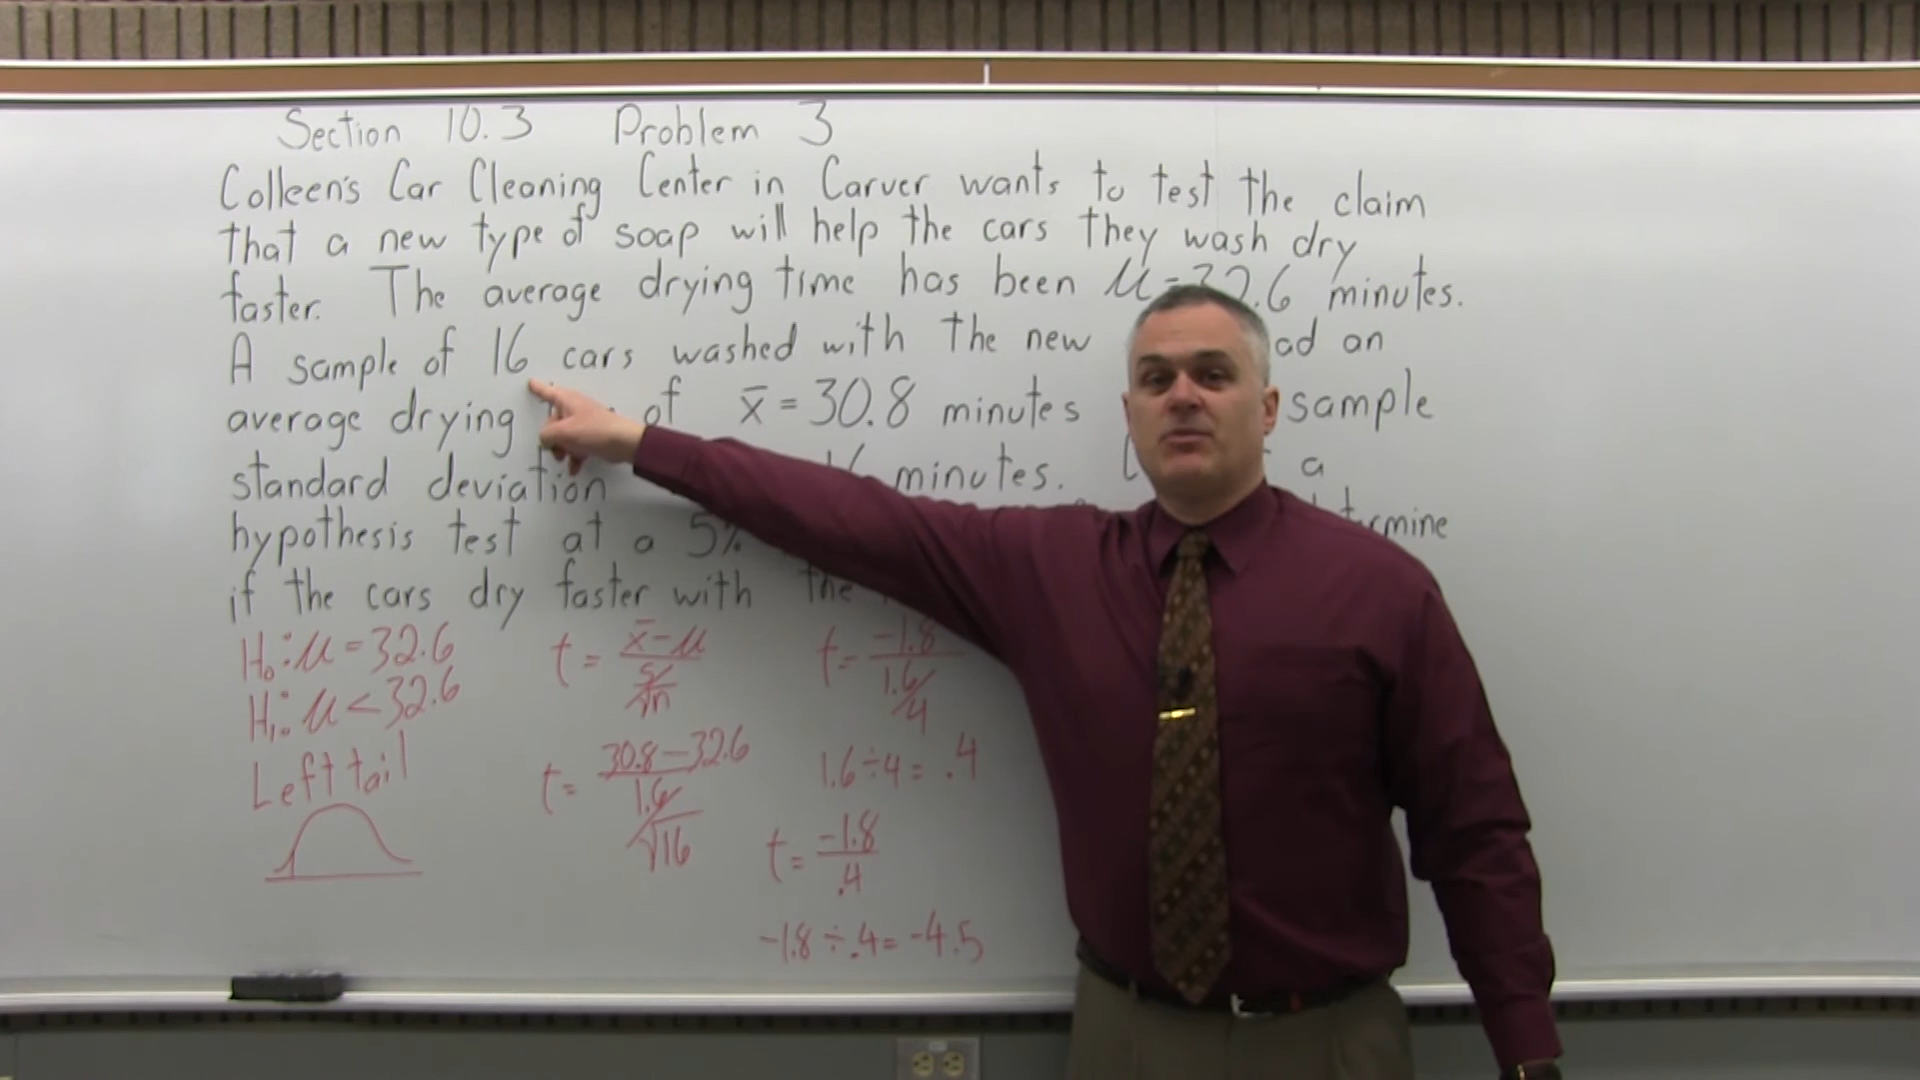 Section 10.3 Problem 3
Colleen's Car Cleaning Center in Carver wants to test the claim
that a new type of soap will help the cars they wash dry
faster. The average drying time has been μ=32.6 minutes.
A sample of 16 cars washed with the new an
average drying of x̄ = 30.8 minutes sample
standard deviation minutes. a
hypothesis test at a 5%
if the cars dry faster with the
H₀: μ = 32.6
H₁: μ < 32.6
Left tail
t = x̄-μ / s/√n
t = 30.8-32.6 / 1.6/√16
t = -1.8 / 1.6/4
1.6÷4= .4
t = -1.8 / .4
-1.8 ÷ .4 = -4.5